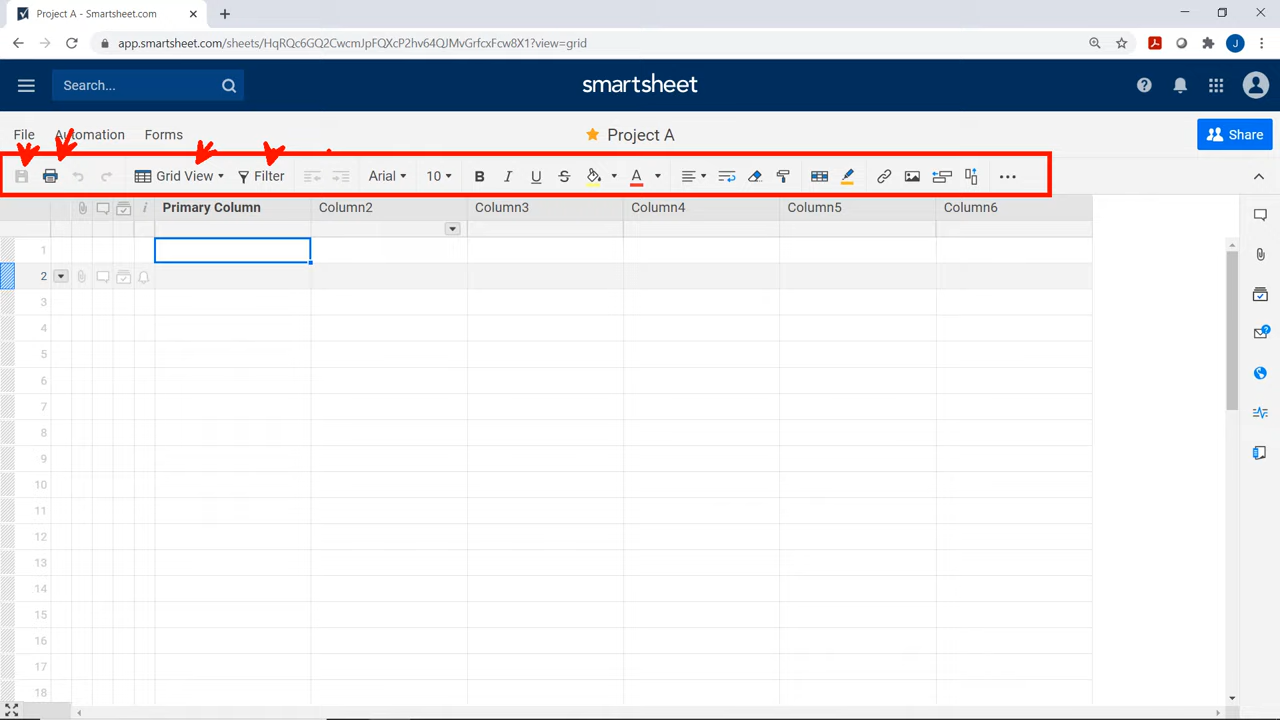 Project A - Smartsheet.com
app.smartsheet.com/sheets/HqRQc6GQ2CwcmJpFQXcP2hv64QJMvGrfcxFcw8X1?view=grid
J
Search...
smartsheet
File Automation Forms
Project A
Share
Grid View Filter Arial 10 B I U S A
Primary Column Column2 Column3 Column4 Column5 Column6
1
2
3
4
5
6
7
8
9
10
11
12
13
14
15
16
17
18